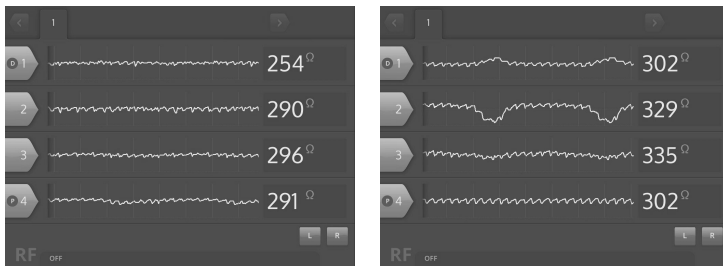 1
D 1 254 Ω
2 290 Ω
3 296 Ω
P 4 291 Ω
L R
RF OFF
1
D 1 302 Ω
2 329 Ω
3 335 Ω
P 4 302 Ω
L R
RF OFF